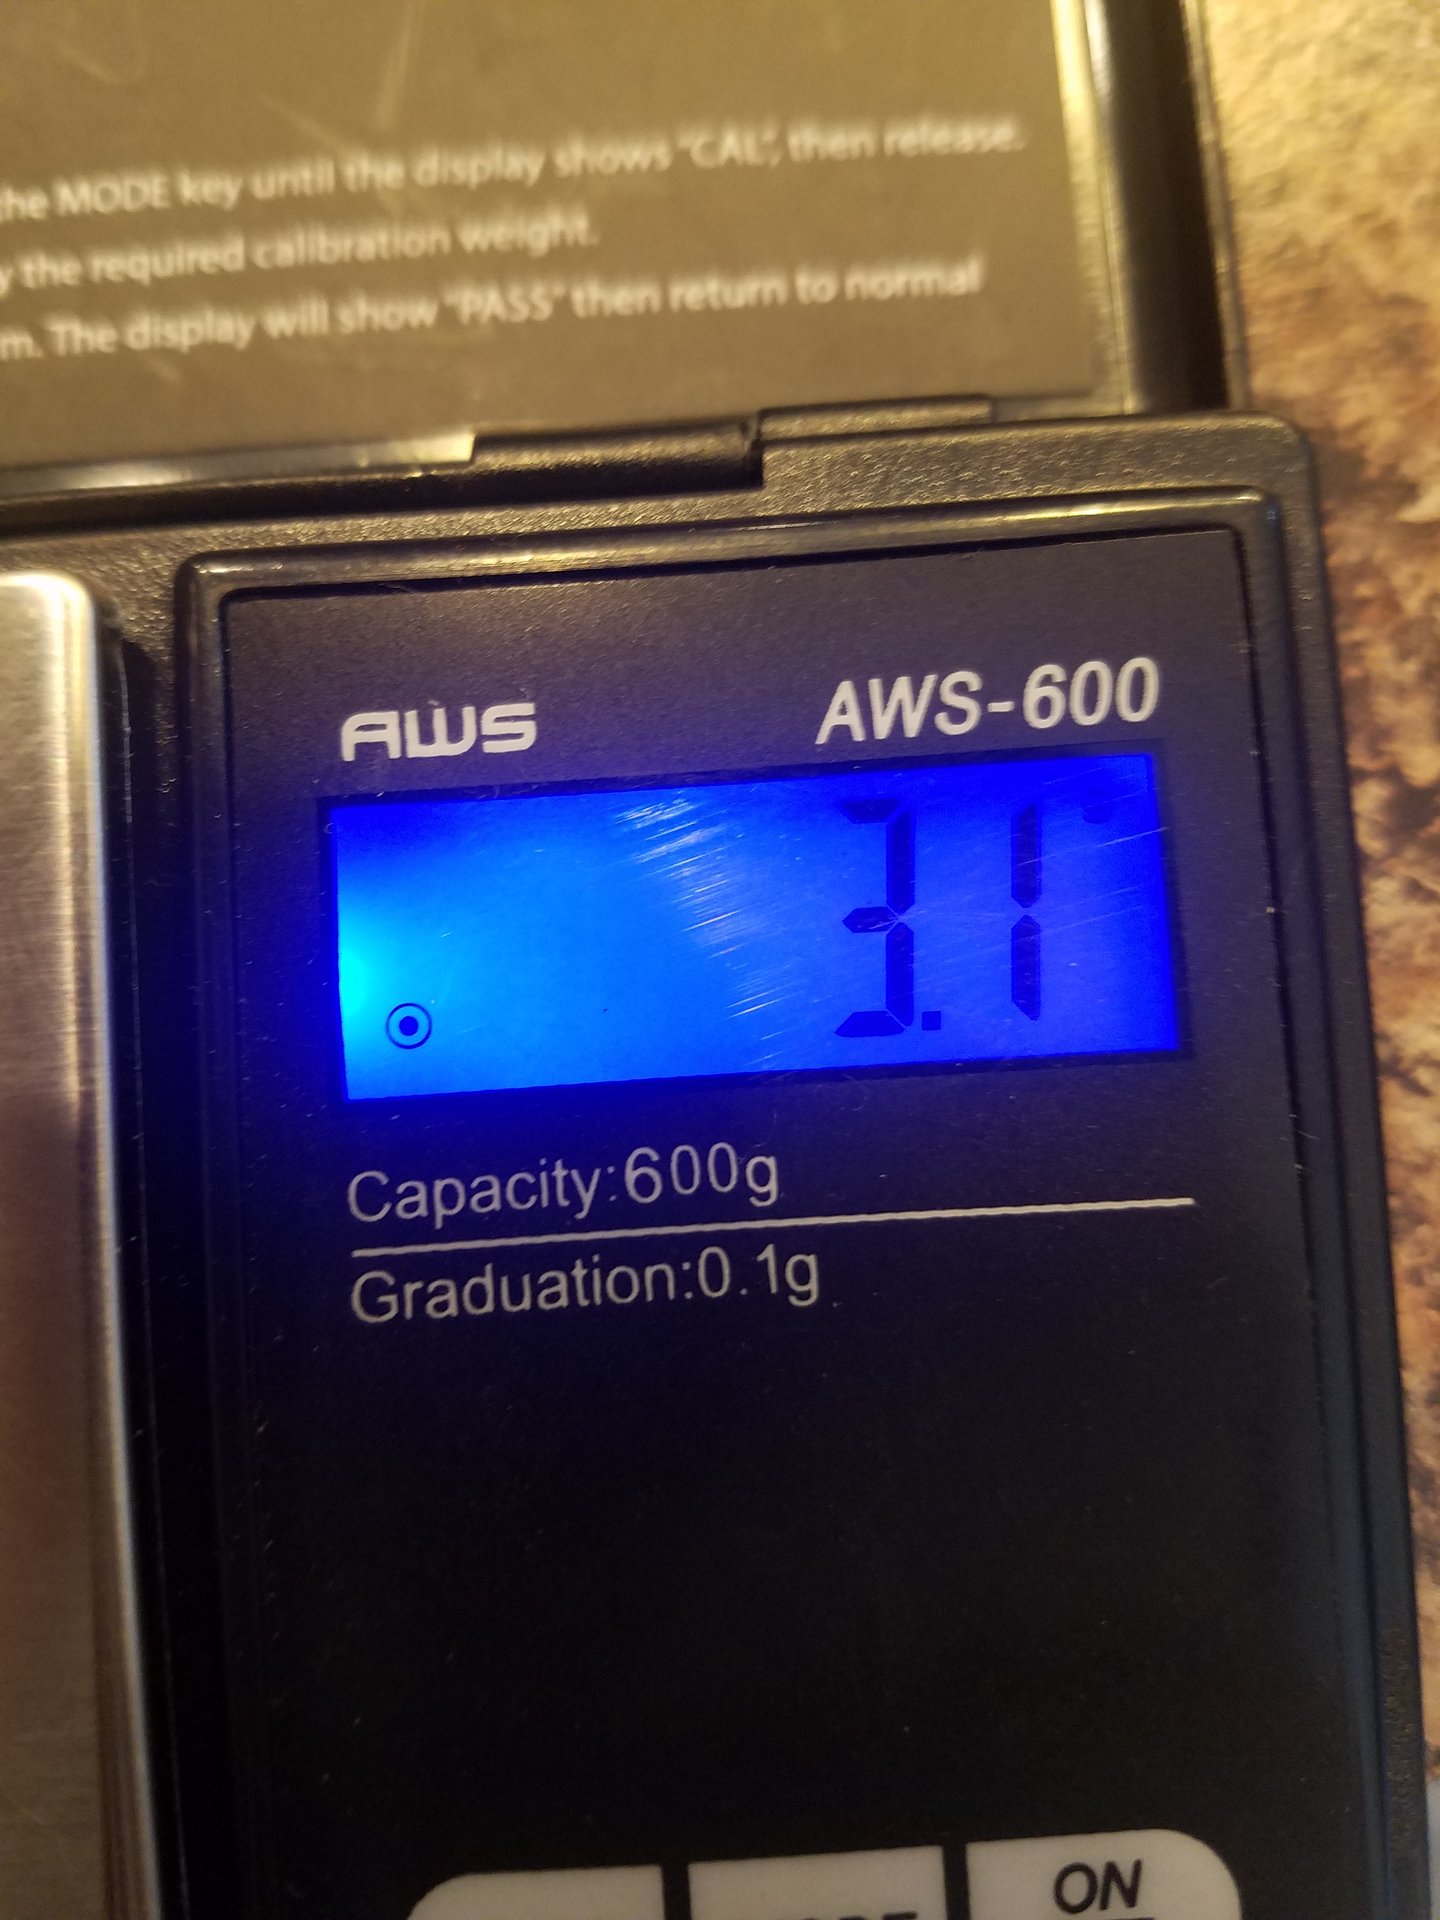 the MODE key until the display shows "CAL", then release.
the required calibration weight.
The display will show "PASS" then return to normal
AWS
AWS-600
3.1
Capacity:600g
Graduation:0.1g
ON